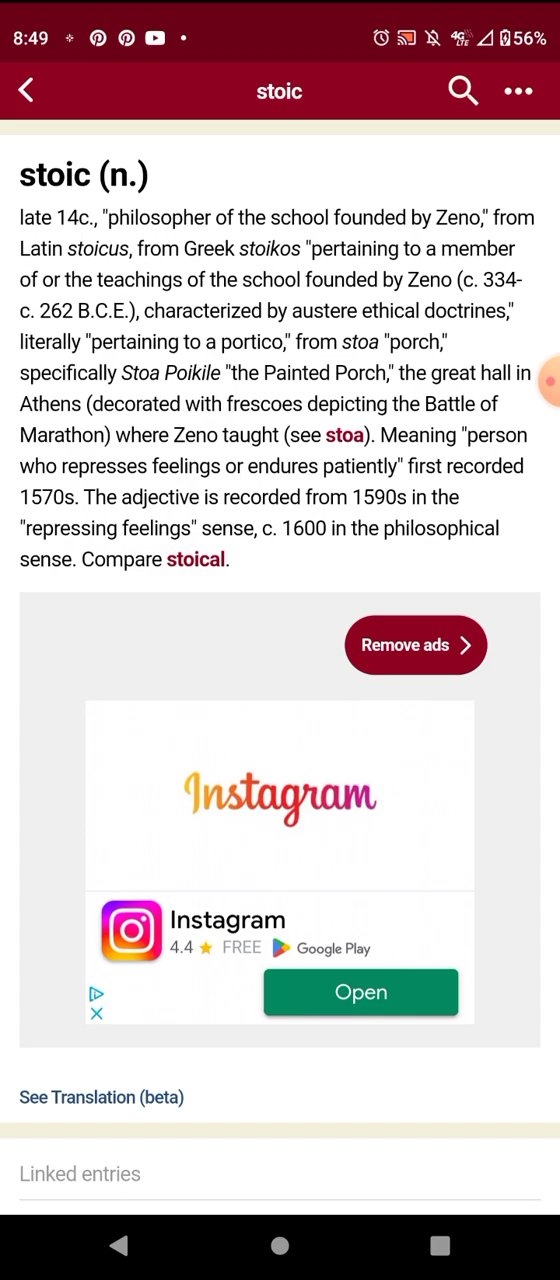 8:49
4G
LTE
56%
stoic
stoic (n.)
late 14c., "philosopher of the school founded by Zeno," from
Latin stoicus, from Greek stoikos "pertaining to a member
of or the teachings of the school founded by Zeno (c. 334-
c. 262 B.C.E.), characterized by austere ethical doctrines,"
literally "pertaining to a portico," from stoa "porch,"
specifically Stoa Poikile "the Painted Porch," the great hall in
Athens (decorated with frescoes depicting the Battle of
Marathon) where Zeno taught (see stoa). Meaning "person
who represses feelings or endures patiently" first recorded
1570s. The adjective is recorded from 1590s in the
"repressing feelings" sense, c. 1600 in the philosophical
sense. Compare stoical.
Remove ads
Instagram
Instagram
4.4 ★ FREE Google Play
Open
See Translation (beta)
Linked entries